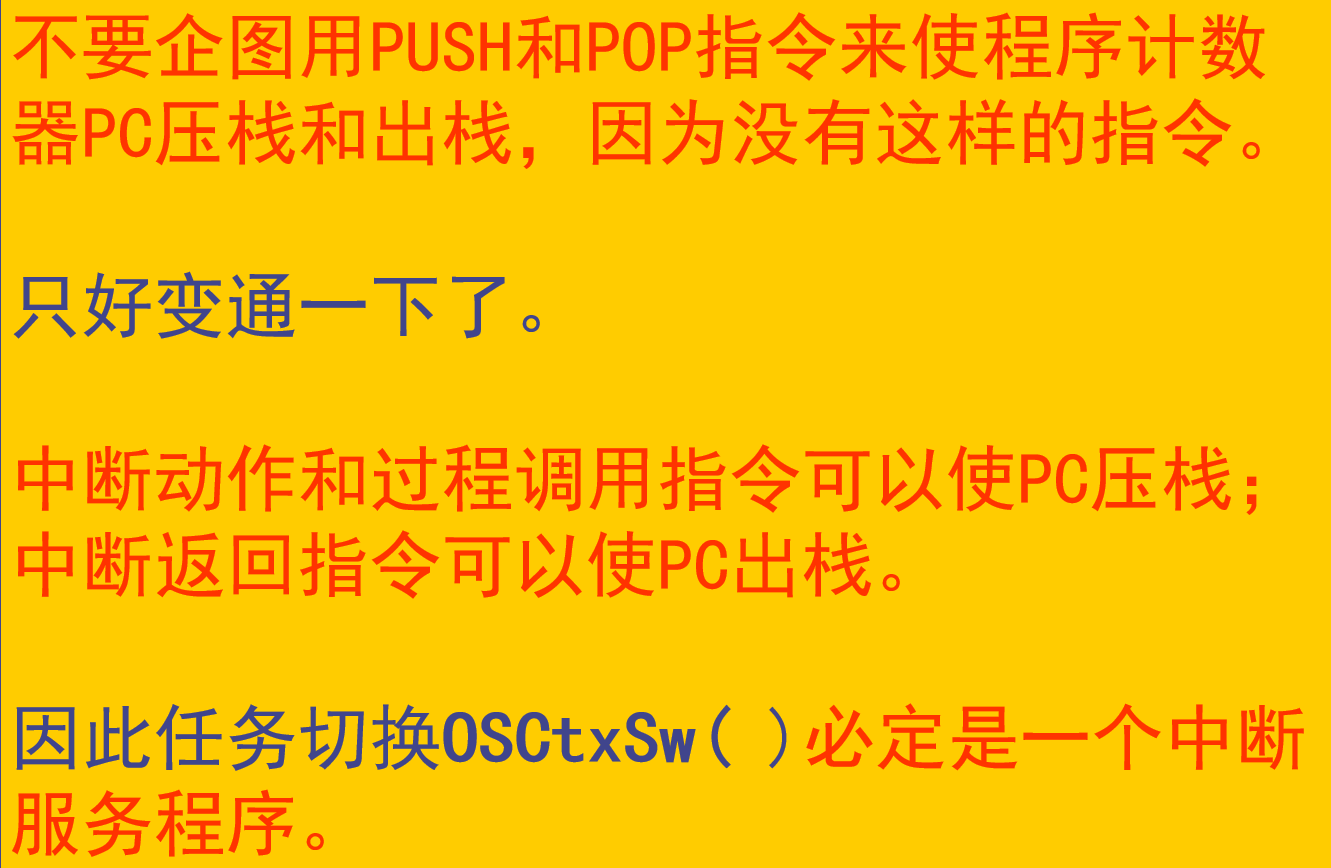 不要企图用PUSH和POP指令来使程序计数
器PC压栈和出栈，因为没有这样的指令。
只好变通一下了。
中断动作和过程调用指令可以使PC压栈；
中断返回指令可以使PC出栈。
因此任务切换OSCtxSw( )必定是一个中断
服务程序。